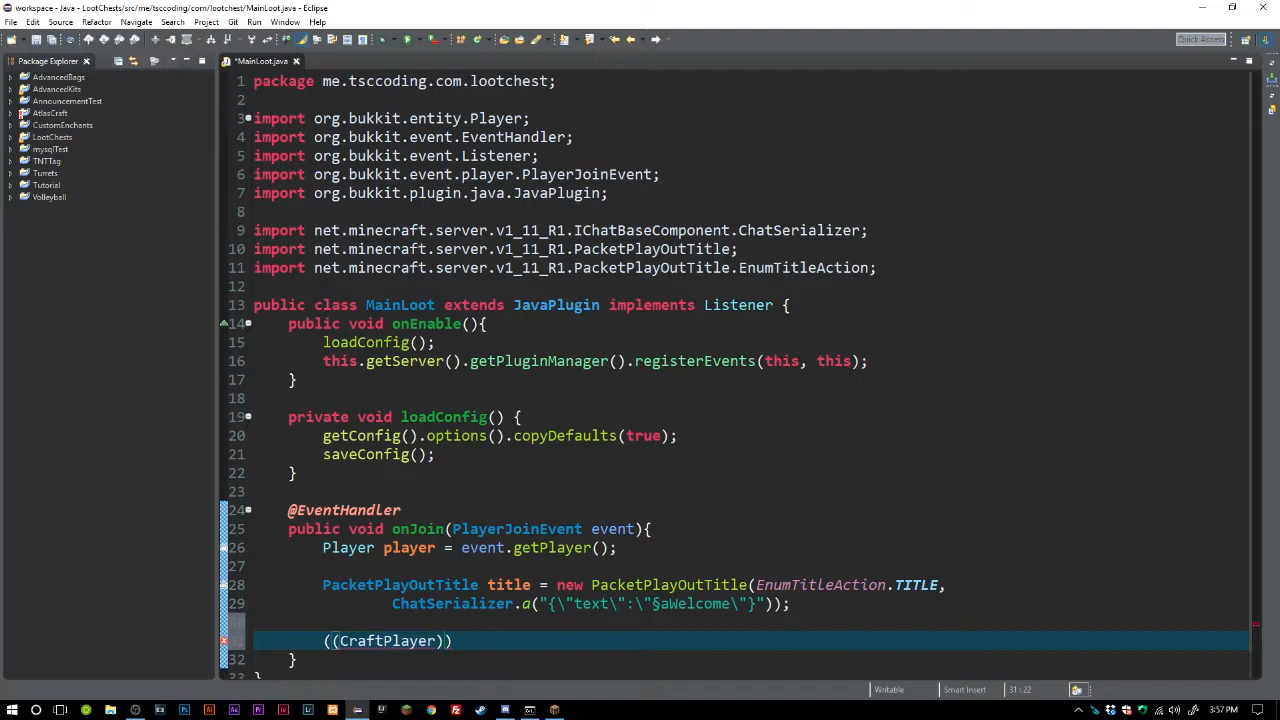 workspace - Java - LootChests/src/me/tsccoding/com/lootchest/MainLoot.java - Eclipse
File Edit Source Refactor Navigate Search Project Git Run Window Help
Quick Access
Package Explorer
*MainLoot.java
AdvancedBags
AdvancedKits
AnnouncementTest
AtlasCraft
CustomEnchants
LootChests
mysqlTest
TNTTag
Turrets
Tutorial
Volleyball
1 package me.tsccoding.com.lootchest;
2
3 import org.bukkit.entity.Player;
4 import org.bukkit.event.EventHandler;
5 import org.bukkit.event.Listener;
6 import org.bukkit.event.player.PlayerJoinEvent;
7 import org.bukkit.plugin.java.JavaPlugin;
8
9 import net.minecraft.server.v1_11_R1.IChatBaseComponent.ChatSerializer;
10 import net.minecraft.server.v1_11_R1.PacketPlayOutTitle;
11 import net.minecraft.server.v1_11_R1.PacketPlayOutTitle.EnumTitleAction;
12
13 public class MainLoot extends JavaPlugin implements Listener {
14 public void onEnable(){
15 loadConfig();
16 this.getServer().getPluginManager().registerEvents(this, this);
17 }
18
19 private void loadConfig() {
20 getConfig().options().copyDefaults(true);
21 saveConfig();
22 }
23
24 @EventHandler
25 public void onJoin(PlayerJoinEvent event){
26 Player player = event.getPlayer();
27
28 PacketPlayOutTitle title = new PacketPlayOutTitle(EnumTitleAction.TITLE,
29 ChatSerializer.a("{\"text\":\"§aWelcome\"}"));
30
31 ((CraftPlayer))
32 }
33 }
Writable Smart Insert 31 : 22
3:57 PM